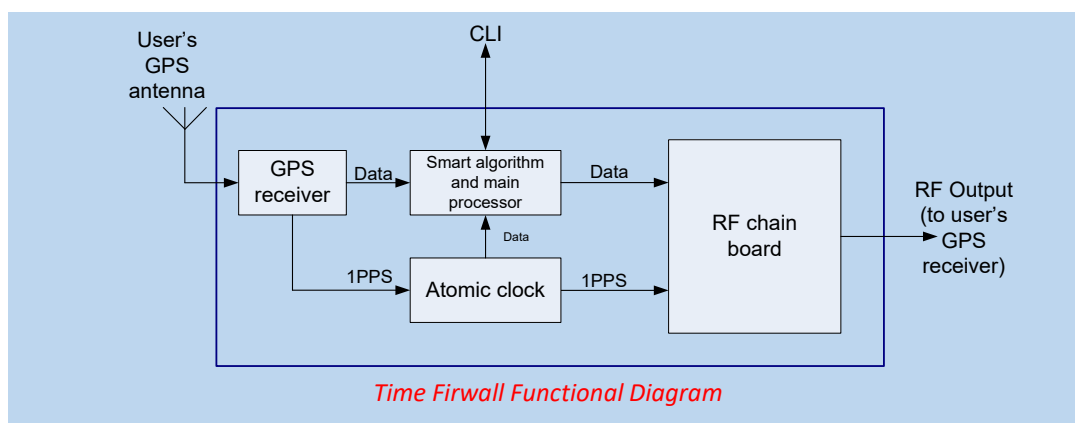 User's
GPS
antenna
CLI
GPS
receiver
Data
Smart algorithm
and main
processor
Data
RF chain
board
RF Output
(to user's
GPS
receiver)
Data
1PPS
Atomic clock
1PPS
Time Firwall Functional Diagram